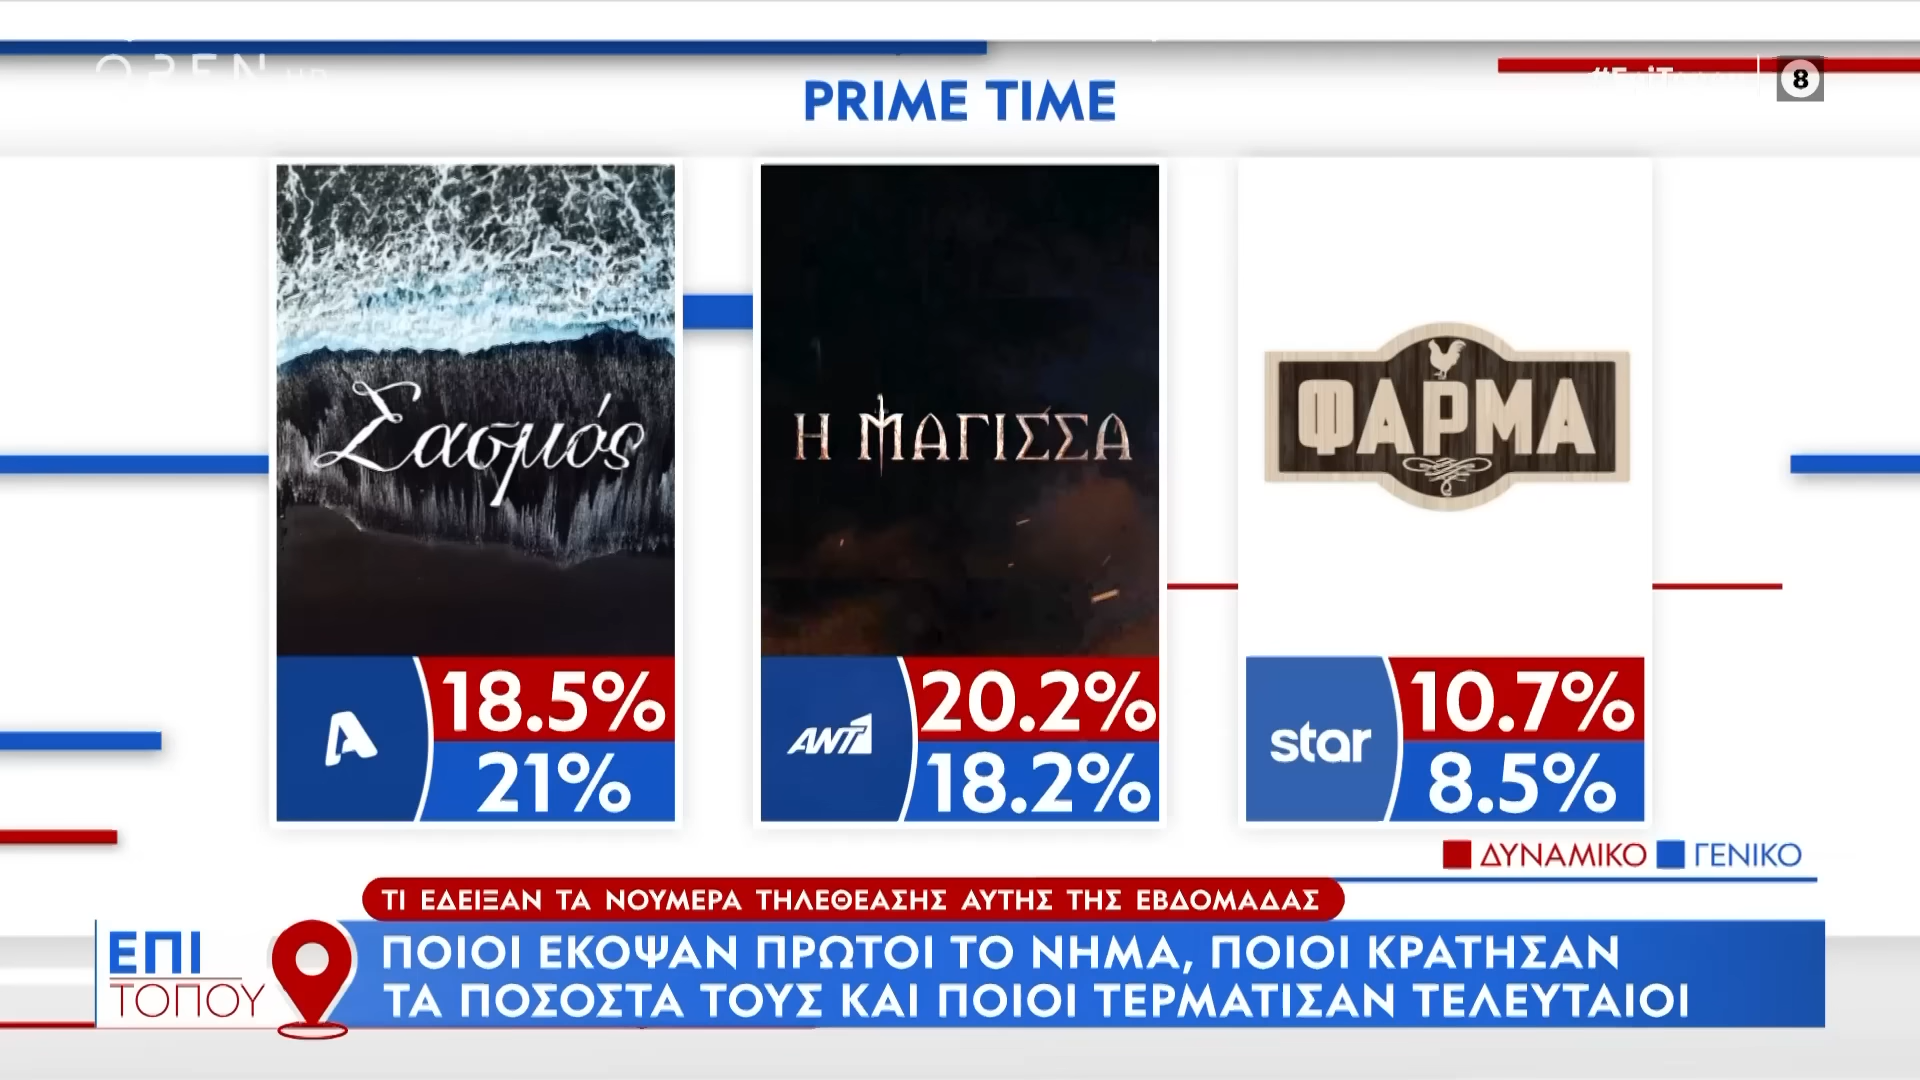 OPEN HD
8
PRIME TIME
Σασμός
Η ΜΑΓΙΣΣΑ
ΦΑΡΜΑ
18.5%
21%
ANT1
20.2%
18.2%
star
10.7%
8.5%
ΔΥΝΑΜΙΚΟ ΓΕΝΙΚΟ
ΤΙ ΕΔΕΙΞΑΝ ΤΑ ΝΟΥΜΕΡΑ ΤΗΛΕΘΕΑΣΗΣ ΑΥΤΗΣ ΤΗΣ ΕΒΔΟΜΑΔΑΣ
ΕΠΙ
ΤΟΠΟΥ
ΠΟΙΟΙ ΕΚΟΨΑΝ ΠΡΩΤΟΙ ΤΟ ΝΗΜΑ, ΠΟΙΟΙ ΚΡΑΤΗΣΑΝ
ΤΑ ΠΟΣΟΣΤΑ ΤΟΥΣ ΚΑΙ ΠΟΙΟΙ ΤΕΡΜΑΤΙΣΑΝ ΤΕΛΕΥΤΑΙΟΙ